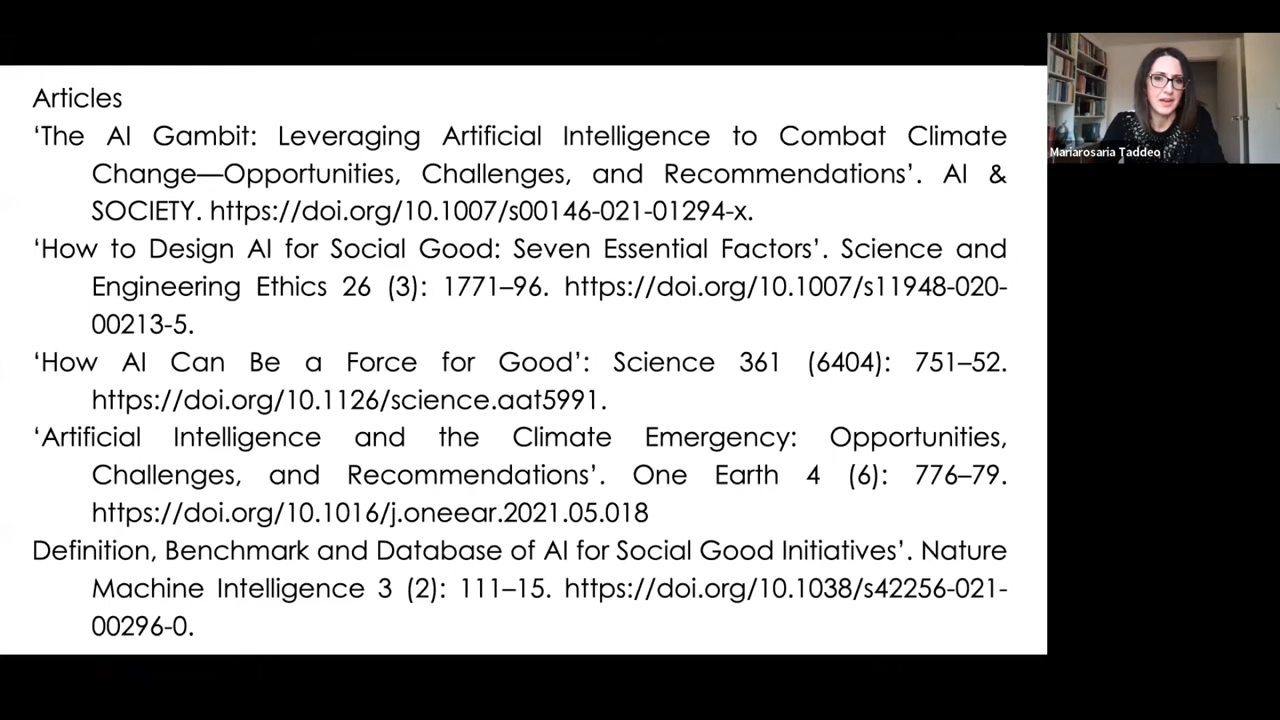 Articles
‘The AI Gambit: Leveraging Artificial Intelligence to Combat Climate
Change—Opportunities, Challenges, and Recommendations’. AI &
SOCIETY. https://doi.org/10.1007/s00146-021-01294-x.
‘How to Design AI for Social Good: Seven Essential Factors’. Science and
Engineering Ethics 26 (3): 1771–96. https://doi.org/10.1007/s11948-020-
00213-5.
‘How AI Can Be a Force for Good’: Science 361 (6404): 751–52.
https://doi.org/10.1126/science.aat5991.
‘Artificial Intelligence and the Climate Emergency: Opportunities,
Challenges, and Recommendations’. One Earth 4 (6): 776–79.
https://doi.org/10.1016/j.oneear.2021.05.018
Definition, Benchmark and Database of AI for Social Good Initiatives’. Nature
Machine Intelligence 3 (2): 111–15. https://doi.org/10.1038/s42256-021-
00296-0.
Mariarosaria Taddeo